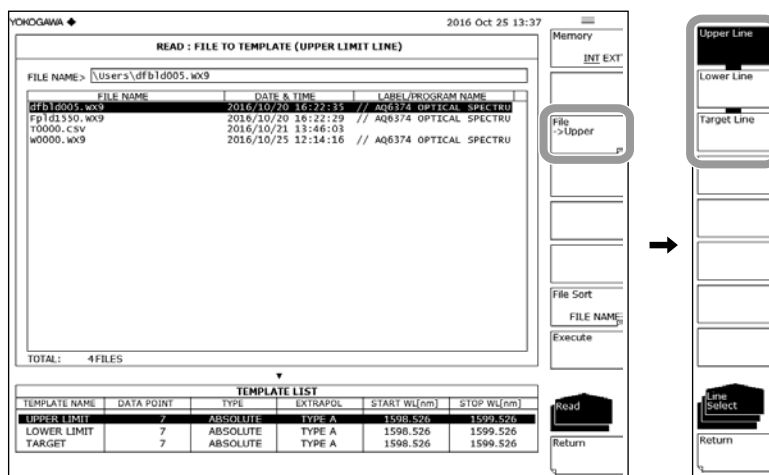 YOKOGAWA ◆ 2016 Oct 25 13:37
READ : FILE TO TEMPLATE (UPPER LIMIT LINE)
FILE NAME> \Users\dfbld005.WX9
FILE NAME DATE & TIME LABEL/PROGRAM NAME
dfbld005.WX9 2016/10/20 16:22:35 // AQ6374 OPTICAL SPECTRU
Fpld1550.WX9 2016/10/20 16:22:29 // AQ6374 OPTICAL SPECTRU
T0000.CSV 2016/10/21 13:46:03
W0000.WX9 2016/10/25 12:14:16 // AQ6374 OPTICAL SPECTRU
TOTAL: 4FILES
▼
TEMPLATE LIST
TEMPLATE NAME DATA POINT TYPE EXTRAPOL START WL[nm] STOP WL[nm]
UPPER LIMIT 7 ABSOLUTE TYPE A 1598.526 1599.526
LOWER LIMIT 7 ABSOLUTE TYPE A 1598.526 1599.526
TARGET 7 ABSOLUTE TYPE A 1598.526 1599.526
Memory
INT EXT
File
->Upper
File Sort
FILE NAME
Execute
Read
Return
→
Upper Line
Lower Line
Target Line
Line
Select
Return